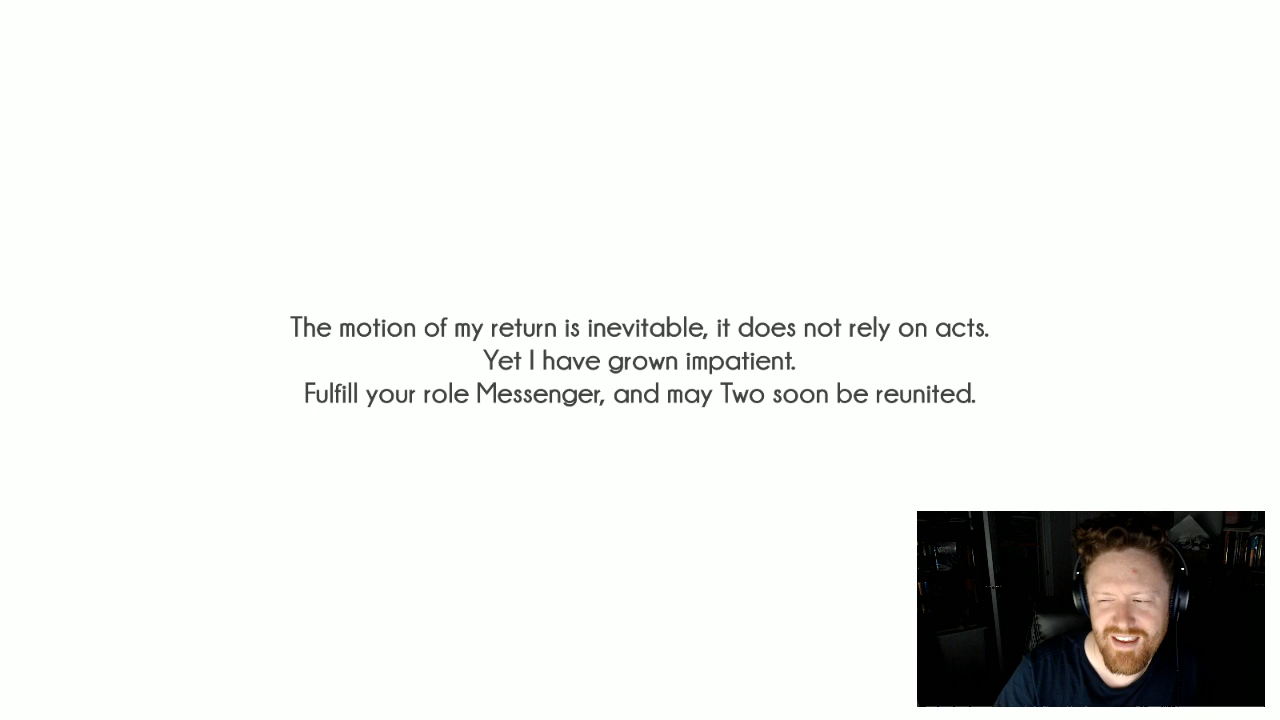 The motion of my return is inevitable, it does not rely on acts.
Yet I have grown impatient.
Fulfill your role Messenger, and may Two soon be reunited.